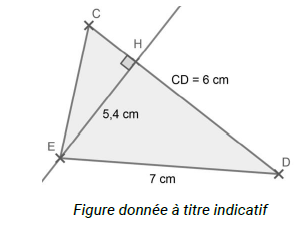 C
H
CD = 6 cm
5,4 cm
E
D
7 cm
Figure donnée à titre indicatif